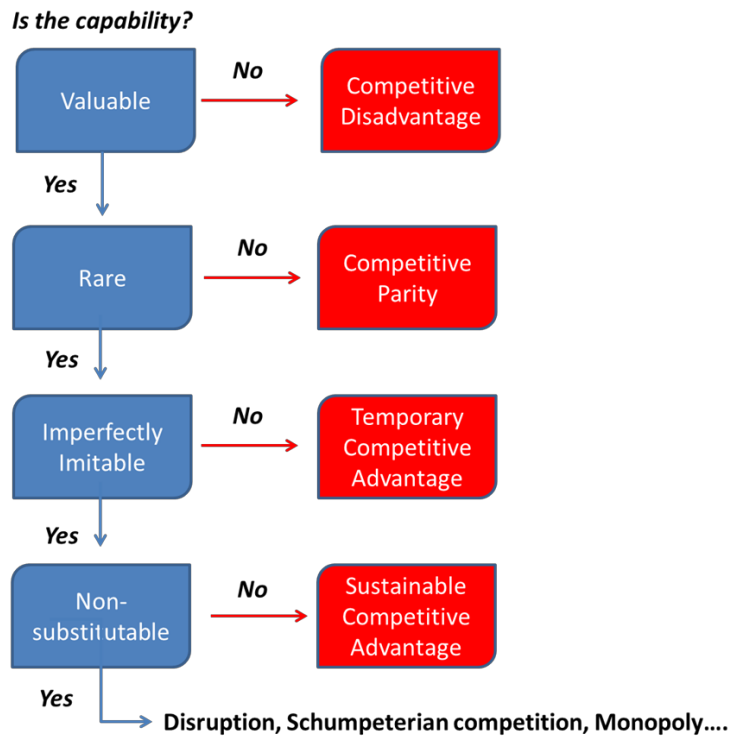 Is the capability?
Valuable
No
Competitive
Disadvantage
Yes
Rare
No
Competitive
Parity
Yes
Imperfectly
Imitable
No
Temporary
Competitive
Advantage
Yes
Non-
substitutable
No
Sustainable
Competitive
Advantage
Yes
Disruption, Schumpeterian competition, Monopoly....